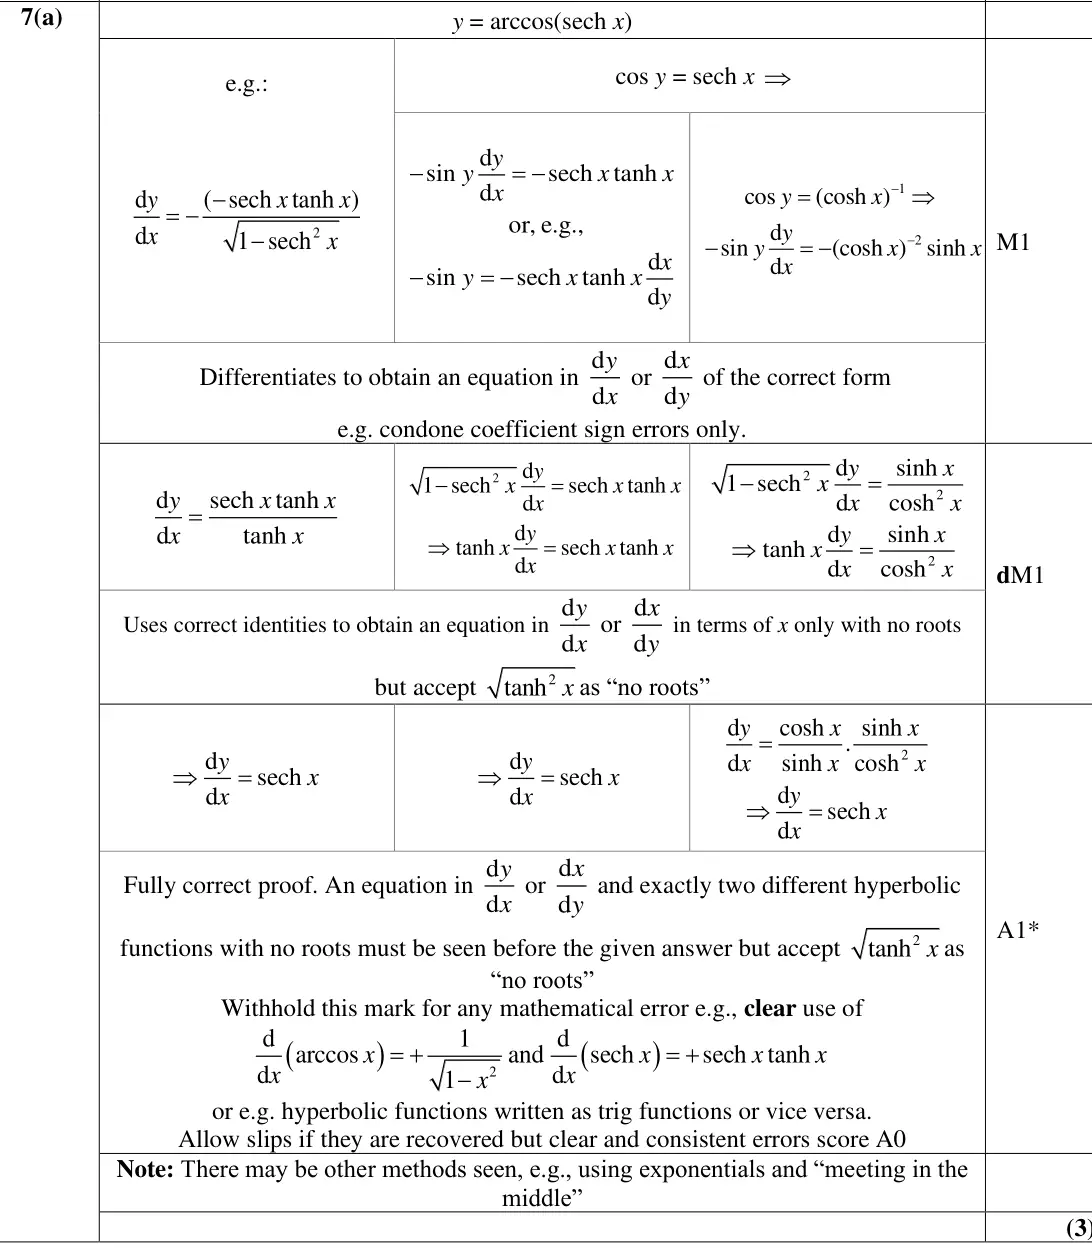 7(a)
y = arccos(sech x)
e.g.:
cos y = sech x ⇒
dy/dx = −(−sech x tanh x)/√(1−sech² x)
−sin y dy/dx = −sech x tanh x
or, e.g.,
−sin y = −sech x tanh x dx/dy
cos y = (cosh x)⁻¹ ⇒
−sin y dy/dx = −(cosh x)⁻² sinh x
M1
Differentiates to obtain an equation in dy/dx or dx/dy of the correct form
e.g. condone coefficient sign errors only.
dy/dx = sech x tanh x/tanh x
√(1−sech² x) dy/dx = sech x tanh x
⇒ tanh x dy/dx = sech x tanh x
√(1−sech² x) dy/dx = sinh x/cosh² x
⇒ tanh x dy/dx = sinh x/cosh² x
dM1
Uses correct identities to obtain an equation in dy/dx or dx/dy in terms of x only with no roots
but accept √(tanh² x) as “no roots”
⇒ dy/dx = sech x
⇒ dy/dx = sech x
dy/dx = cosh x/sinh x . sinh x/cosh² x
⇒ dy/dx = sech x
Fully correct proof. An equation in dy/dx or dx/dy and exactly two different hyperbolic
functions with no roots must be seen before the given answer but accept √(tanh² x) as
“no roots”
Withhold this mark for any mathematical error e.g., clear use of
d/dx (arccos x) = + 1/√(1−x²) and d/dx (sech x) = +sech x tanh x
or e.g. hyperbolic functions written as trig functions or vice versa.
Allow slips if they are recovered but clear and consistent errors score A0
A1*
Note: There may be other methods seen, e.g., using exponentials and “meeting in the
middle”
(3)